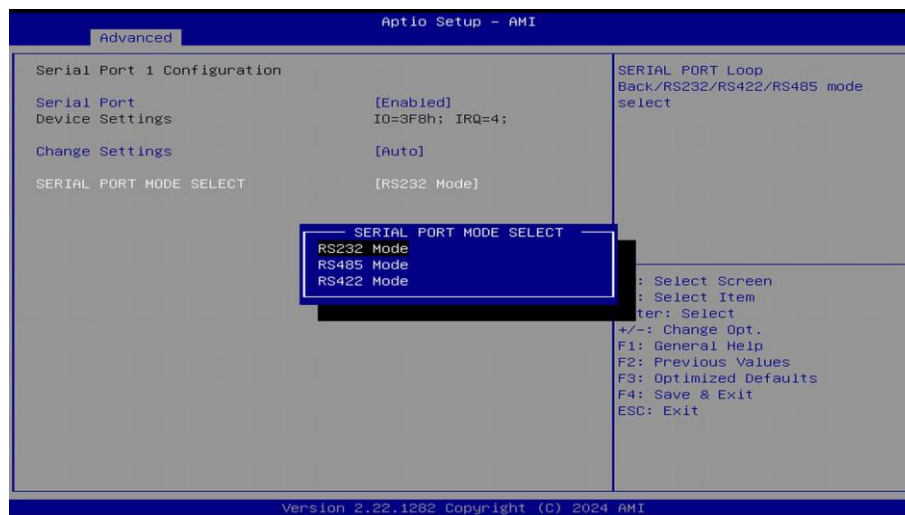 Aptio Setup – AMI
Advanced
Serial Port 1 Configuration
Serial Port [Enabled]
Device Settings IO=3F8h; IRQ=4;
Change Settings [Auto]
SERIAL PORT MODE SELECT [RS232 Mode]
SERIAL PORT Loop
Back/RS232/RS422/RS485 mode
select
SERIAL PORT MODE SELECT
RS232 Mode
RS485 Mode
RS422 Mode
: Select Screen
: Select Item
ter: Select
+/-: Change Opt.
F1: General Help
F2: Previous Values
F3: Optimized Defaults
F4: Save & Exit
ESC: Exit
Version 2.22.1282 Copyright (C) 2024 AMI